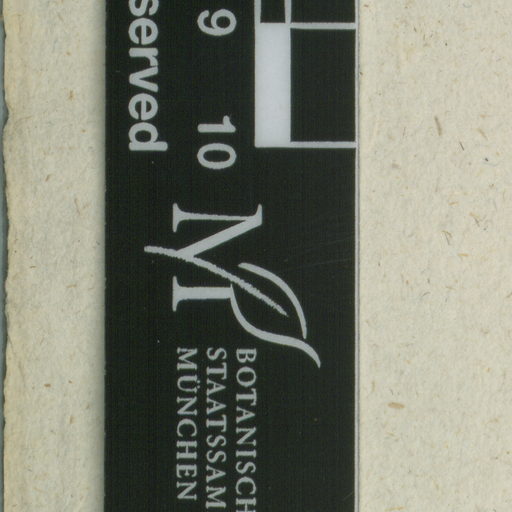 served
9 10
BOTANISCH
STAATSSAM
MÜNCHEN